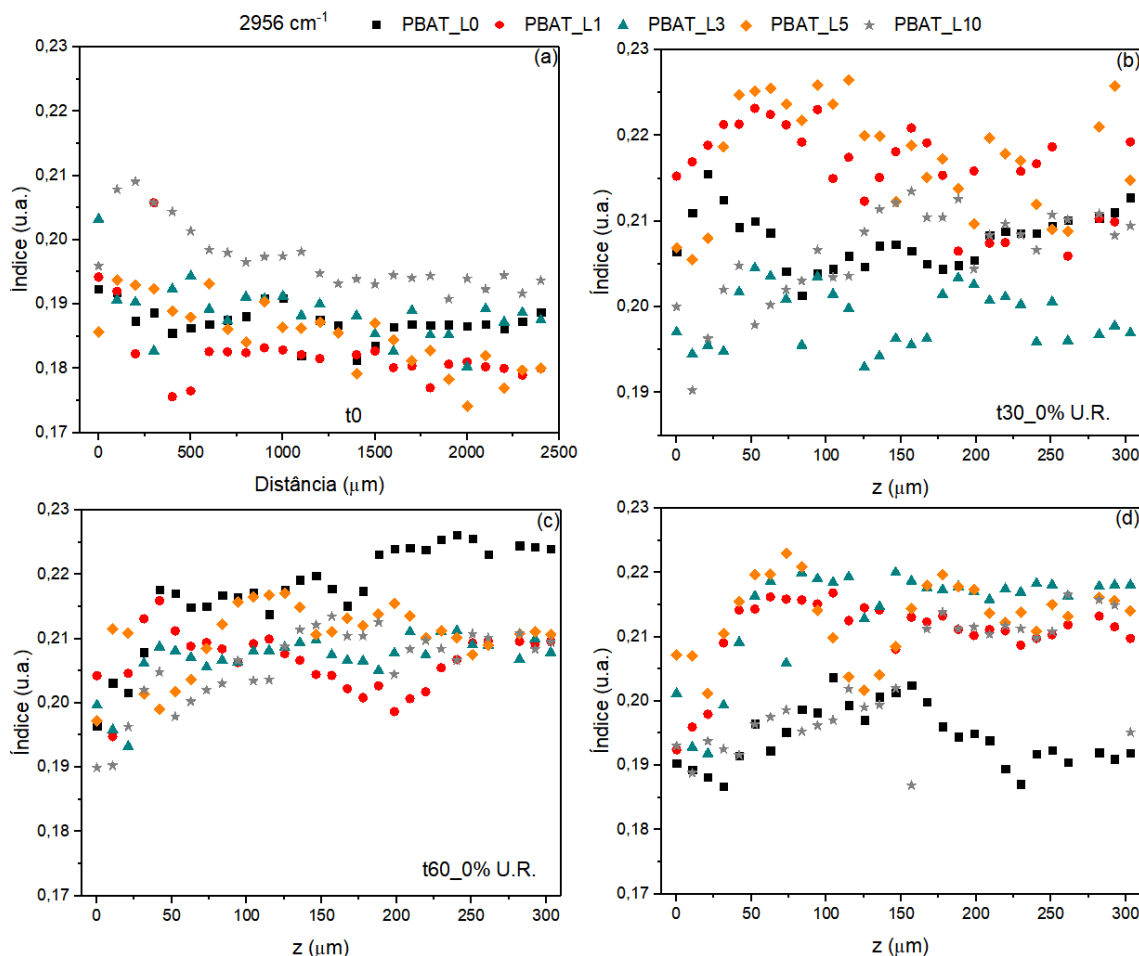 2956 cm⁻¹ PBAT_L0 PBAT_L1 PBAT_L3 PBAT_L5 PBAT_L10
(a)
Índice (u.a.)
0,23
0,22
0,21
0,20
0,19
0,18
0,17
t0
0 500 1000 1500 2000 2500
Distância (μm)
(b)
Índice (u.a.)
0,23
0,22
0,21
0,20
0,19
t30_0% U.R.
0 50 100 150 200 250 300
z (μm)
(c)
Índice (u.a.)
0,23
0,22
0,21
0,20
0,19
0,18
0,17
t60_0% U.R.
0 50 100 150 200 250 300
z (μm)
(d)
Índice (u.a.)
0,23
0,22
0,21
0,20
0,19
0,18
0,17
0 50 100 150 200 250 300
z (μm)